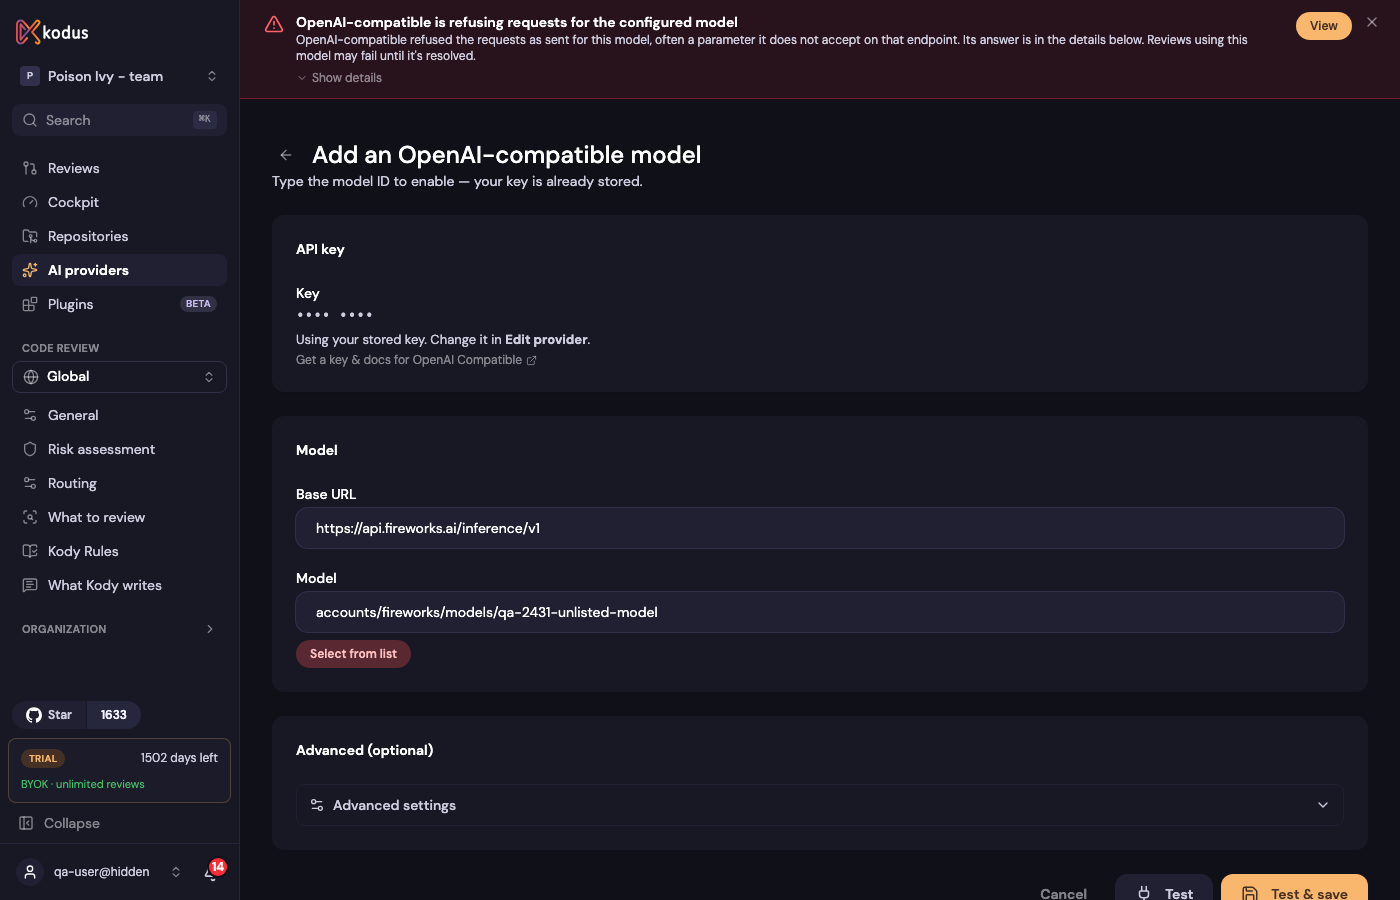 kodus
P Poison Ivy - team
Search ⌘K
Reviews
Cockpit
Repositories
AI providers
Plugins BETA
CODE REVIEW
Global
General
Risk assessment
Routing
What to review
Kody Rules
What Kody writes
ORGANIZATION
Star 1633
TRIAL 1502 days left
BYOK · unlimited reviews
Collapse
qa-user@hidden 14
OpenAI-compatible is refusing requests for the configured model
OpenAI-compatible refused the requests as sent for this model, often a parameter it does not accept on that endpoint. Its answer is in the details below. Reviews using this
model may fail until it's resolved.
Show details
View
Add an OpenAI-compatible model
Type the model ID to enable — your key is already stored.
API key
Key
•••• ••••
Using your stored key. Change it in Edit provider.
Get a key & docs for OpenAI Compatible
Model
Base URL
https://api.fireworks.ai/inference/v1
Model
accounts/fireworks/models/qa-2431-unlisted-model
Select from list
Advanced (optional)
Advanced settings
Cancel Test Test & save